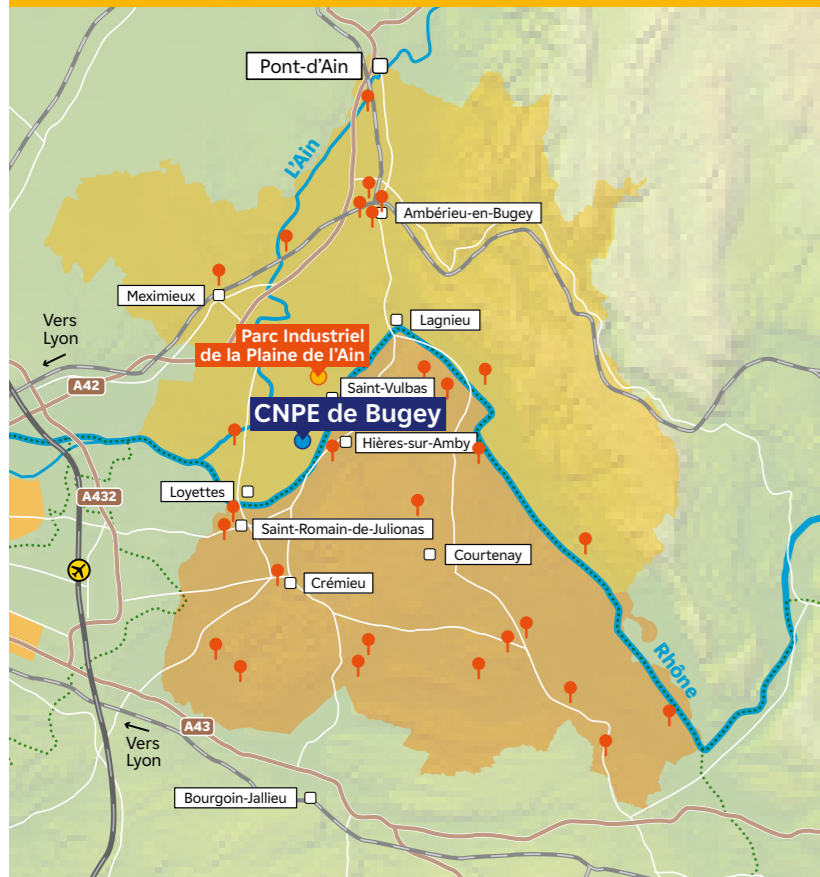 Pont-d'Ain
L'Ain
Ambérieu-en-Bugey
Meximieux
Lagnieu
Vers
Lyon
Parc Industriel
de la Plaine de l'Ain
A42
Saint-Vulbas
CNPE de Bugey
Hières-sur-Amby
Loyettes
A432
Saint-Romain-de-Julionas
Courtenay
Crémieu
Rhône
A43
Vers
Lyon
Bourgoin-Jallieu